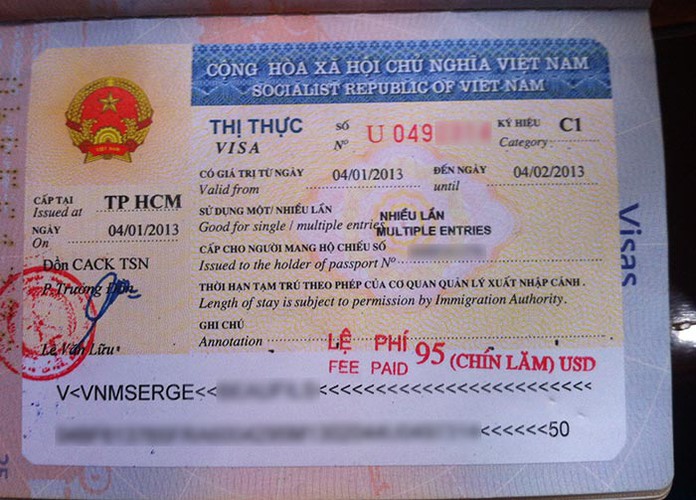 CỘNG HÒA XÃ HỘI CHỦ NGHĨA VIỆT NAM
SOCIALIST REPUBLIC OF VIET NAM
THỊ THỰC
VISA
SỐ
Nº
U 049
KÝ HIỆU
Category
C1
CÓ GIÁ TRỊ TỪ NGÀY
Valid from
04/01/2013
ĐẾN NGÀY
until
04/02/2013
CẤP TẠI
Issued at
TP HCM
NGÀY
On
04/01/2013
SỬ DỤNG MỘT/ NHIỀU LẦN
Good for single / multiple entries
NHIỀU LẦN
MULTIPLE ENTRIES
CẤP CHO NGƯỜI MANG HỘ CHIẾU SỐ
Issued to the holder of passport Nº
Đồn CACK TSN
P. Trưởng Đồn
Lê Văn Lữu
THỜI HẠN TẠM TRÚ THEO PHÉP CỦA CƠ QUAN QUẢN LÝ XUẤT NHẬP CẢNH .
Length of stay is subject to permission by Immigration Authority.
GHI CHÚ
Annotation
LỆ PHÍ
FEE PAID
95 (CHÍN LĂM) USD
V<VNMSERGE<<
<<<<<<<<<<<<<<<<<<<<<<
<<<<<<50
Visas
35